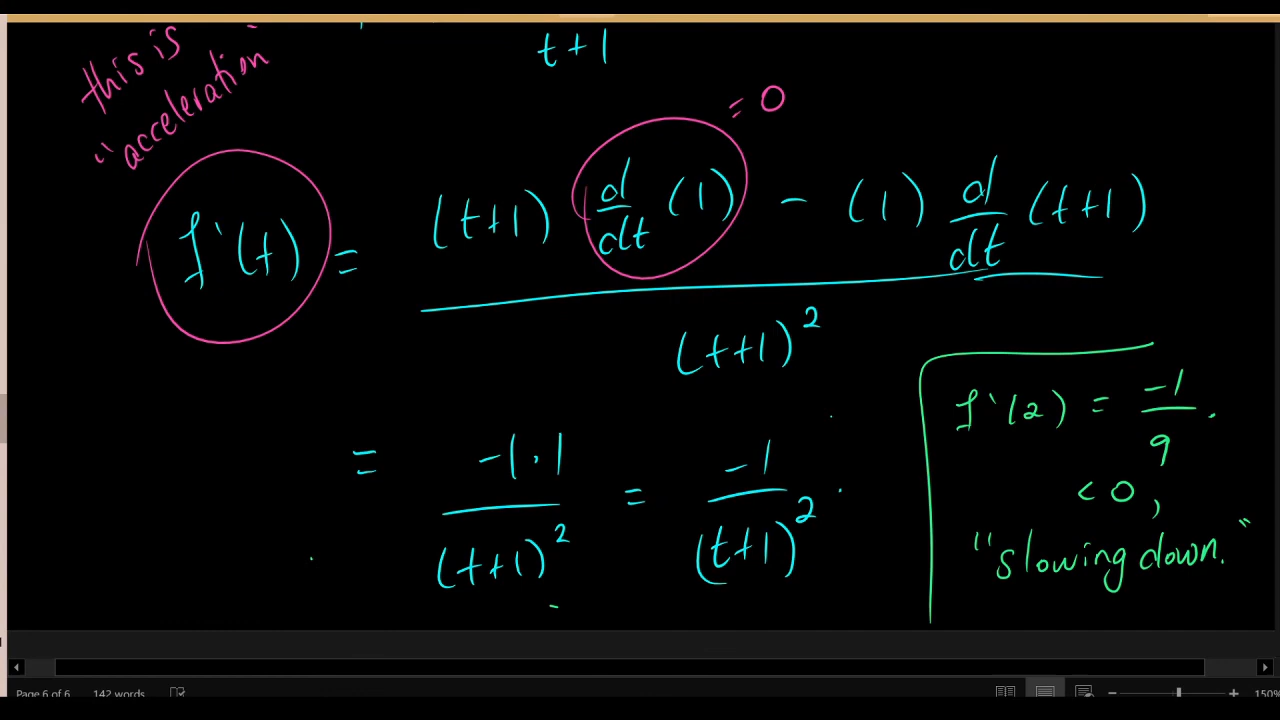 this is
"acceleration"
t+1
= 0
f'(t) = (t+1) d/dt (1) - (1) d/dt (t+1)
(t+1)²
= -1·1 / (t+1)² = -1 / (t+1)².
f'(2) = -1/9.
< 0,
"slowing down."
Page 6 of 6 142 words 150%